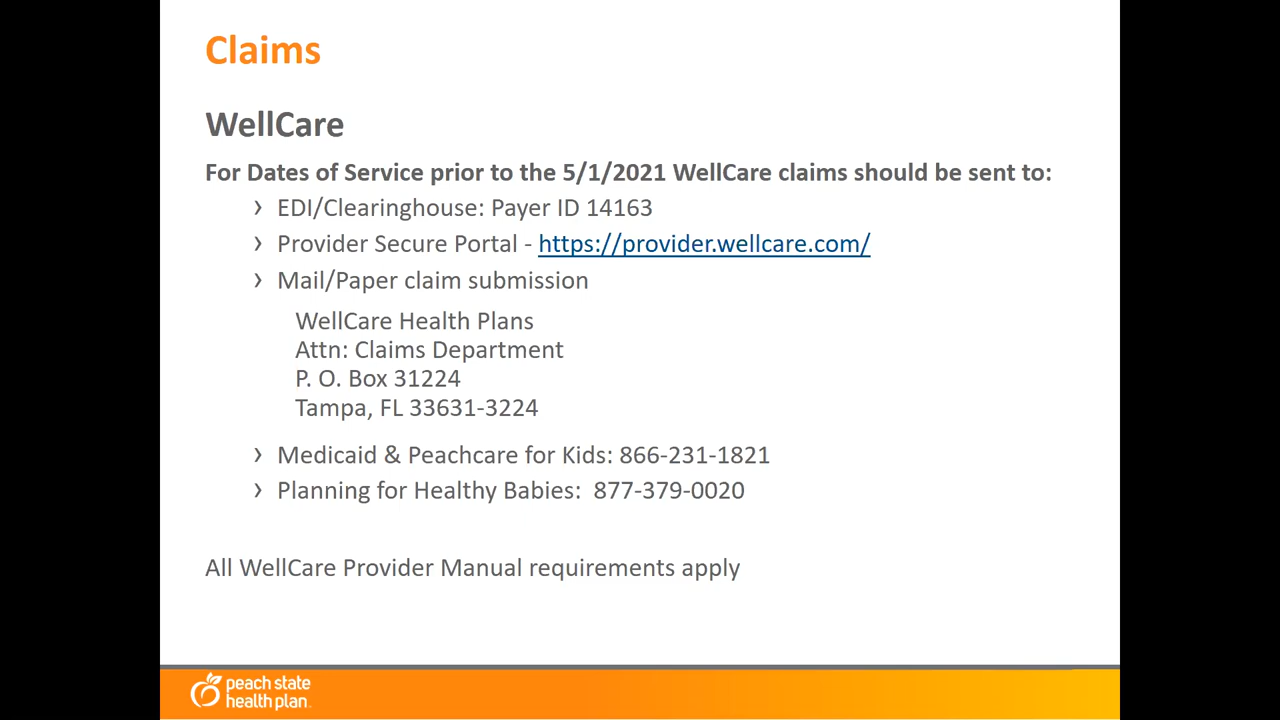 Claims
WellCare
For Dates of Service prior to the 5/1/2021 WellCare claims should be sent to:
› EDI/Clearinghouse: Payer ID 14163
› Provider Secure Portal - https://provider.wellcare.com/
› Mail/Paper claim submission
WellCare Health Plans
Attn: Claims Department
P. O. Box 31224
Tampa, FL 33631-3224
› Medicaid & Peachcare for Kids: 866-231-1821
› Planning for Healthy Babies:  877-379-0020
All WellCare Provider Manual requirements apply
peach state
health plan.